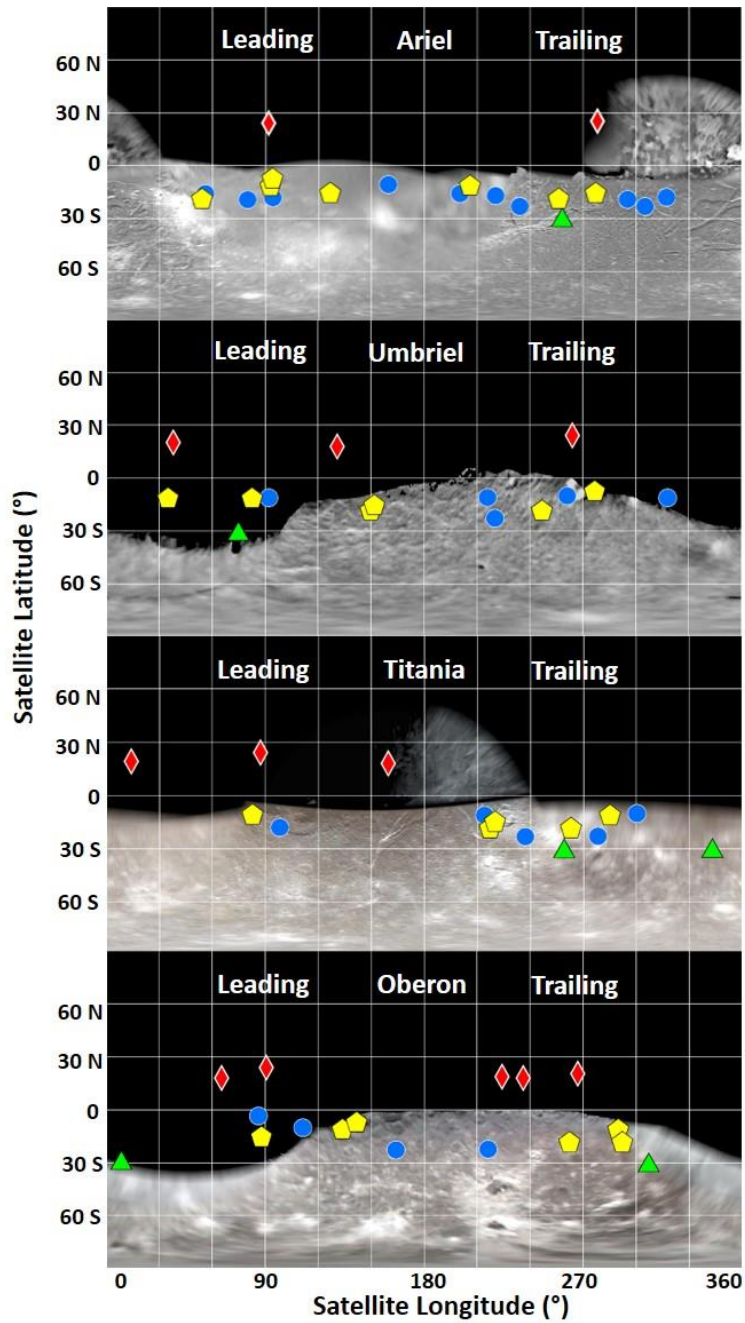 Leading Ariel Trailing
60 N
30 N
0
30 S
60 S
Leading Umbriel Trailing
60 N
30 N
0
30 S
60 S
Leading Titania Trailing
60 N
30 N
0
30 S
60 S
Leading Oberon Trailing
60 N
30 N
0
30 S
60 S
Satellite Latitude (°)
0 90 180 270 360
Satellite Longitude (°)